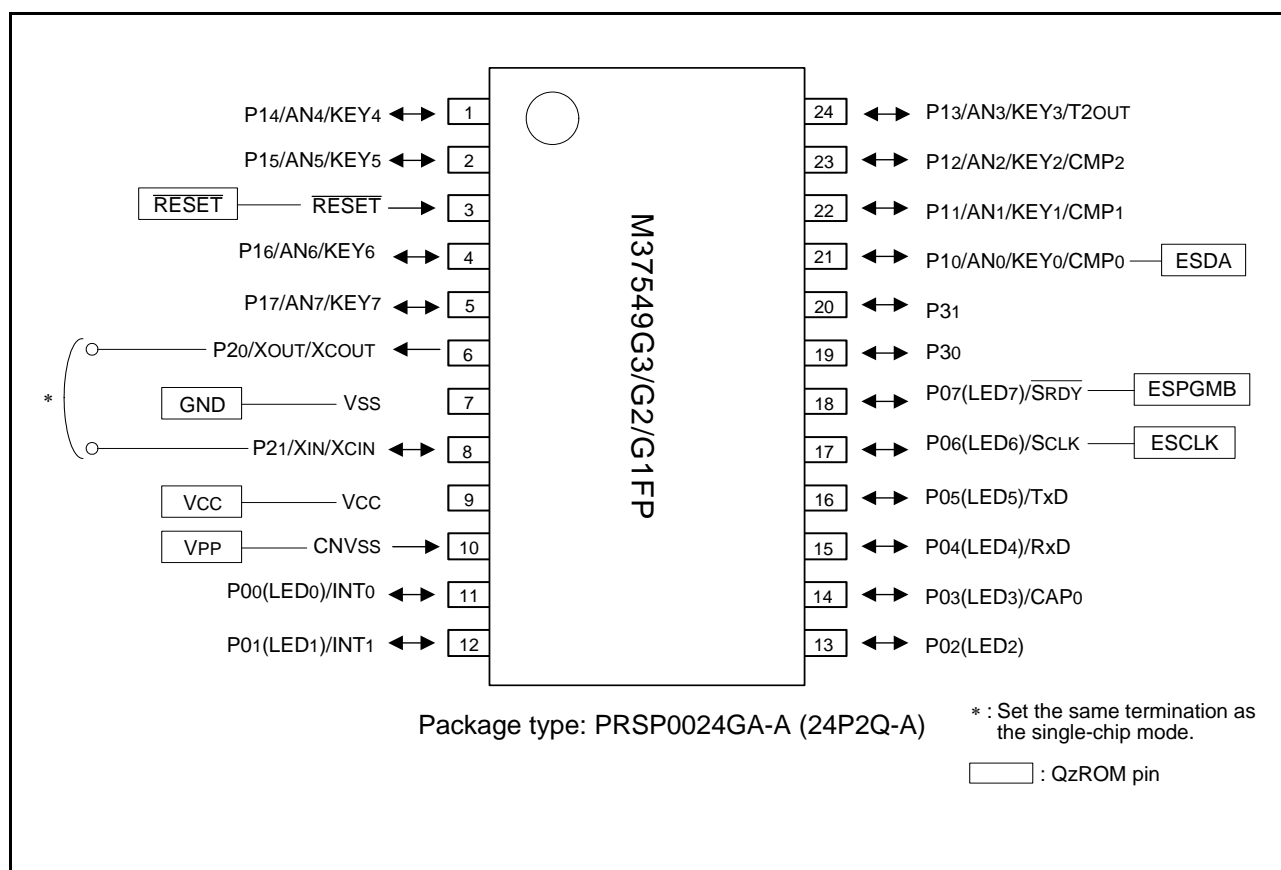 P14/AN4/KEY4 1 24 P13/AN3/KEY3/T2OUT
P15/AN5/KEY5 2 23 P12/AN2/KEY2/CMP2
RESET RESET 3 22 P11/AN1/KEY1/CMP1
P16/AN6/KEY6 4 21 P10/AN0/KEY0/CMP0 ESDA
P17/AN7/KEY7 5 20 P31
P20/XOUT/XCOUT 6 19 P30
* GND VSS 7 18 P07(LED7)/SRDY ESPGMB
P21/XIN/XCIN 8 17 P06(LED6)/SCLK ESCLK
VCC VCC 9 16 P05(LED5)/TxD
VPP CNVSS 10 15 P04(LED4)/RxD
P00(LED0)/INT0 11 14 P03(LED3)/CAP0
P01(LED1)/INT1 12 13 P02(LED2)
M37549G3/G2/G1FP
Package type: PRSP0024GA-A (24P2Q-A)
* : Set the same termination as
the single-chip mode.
: QzROM pin